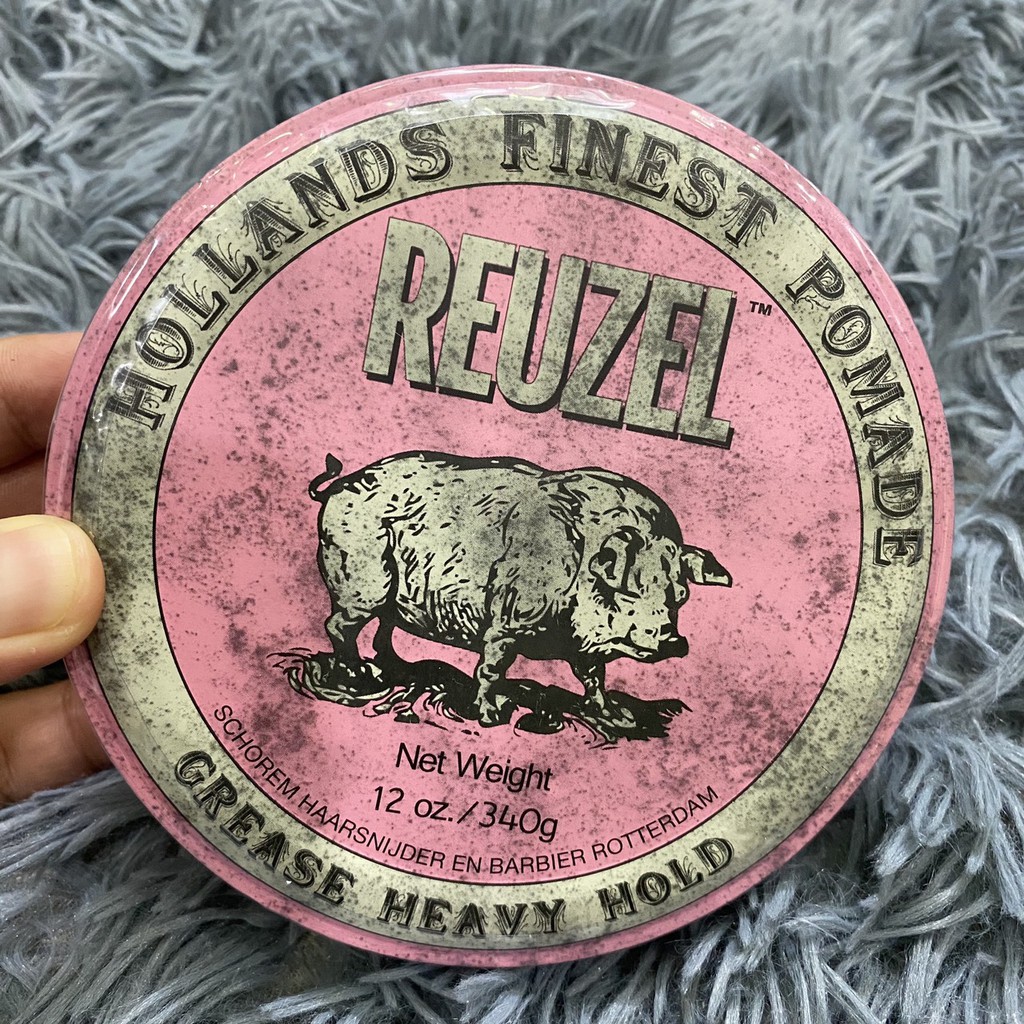 HOLLANDS FINEST POMADE
REUZEL™
Net Weight
12 oz./340g
SCHOREM HAARSNIJDER EN BARBIER ROTTERDAM
GREASE HEAVY HOLD